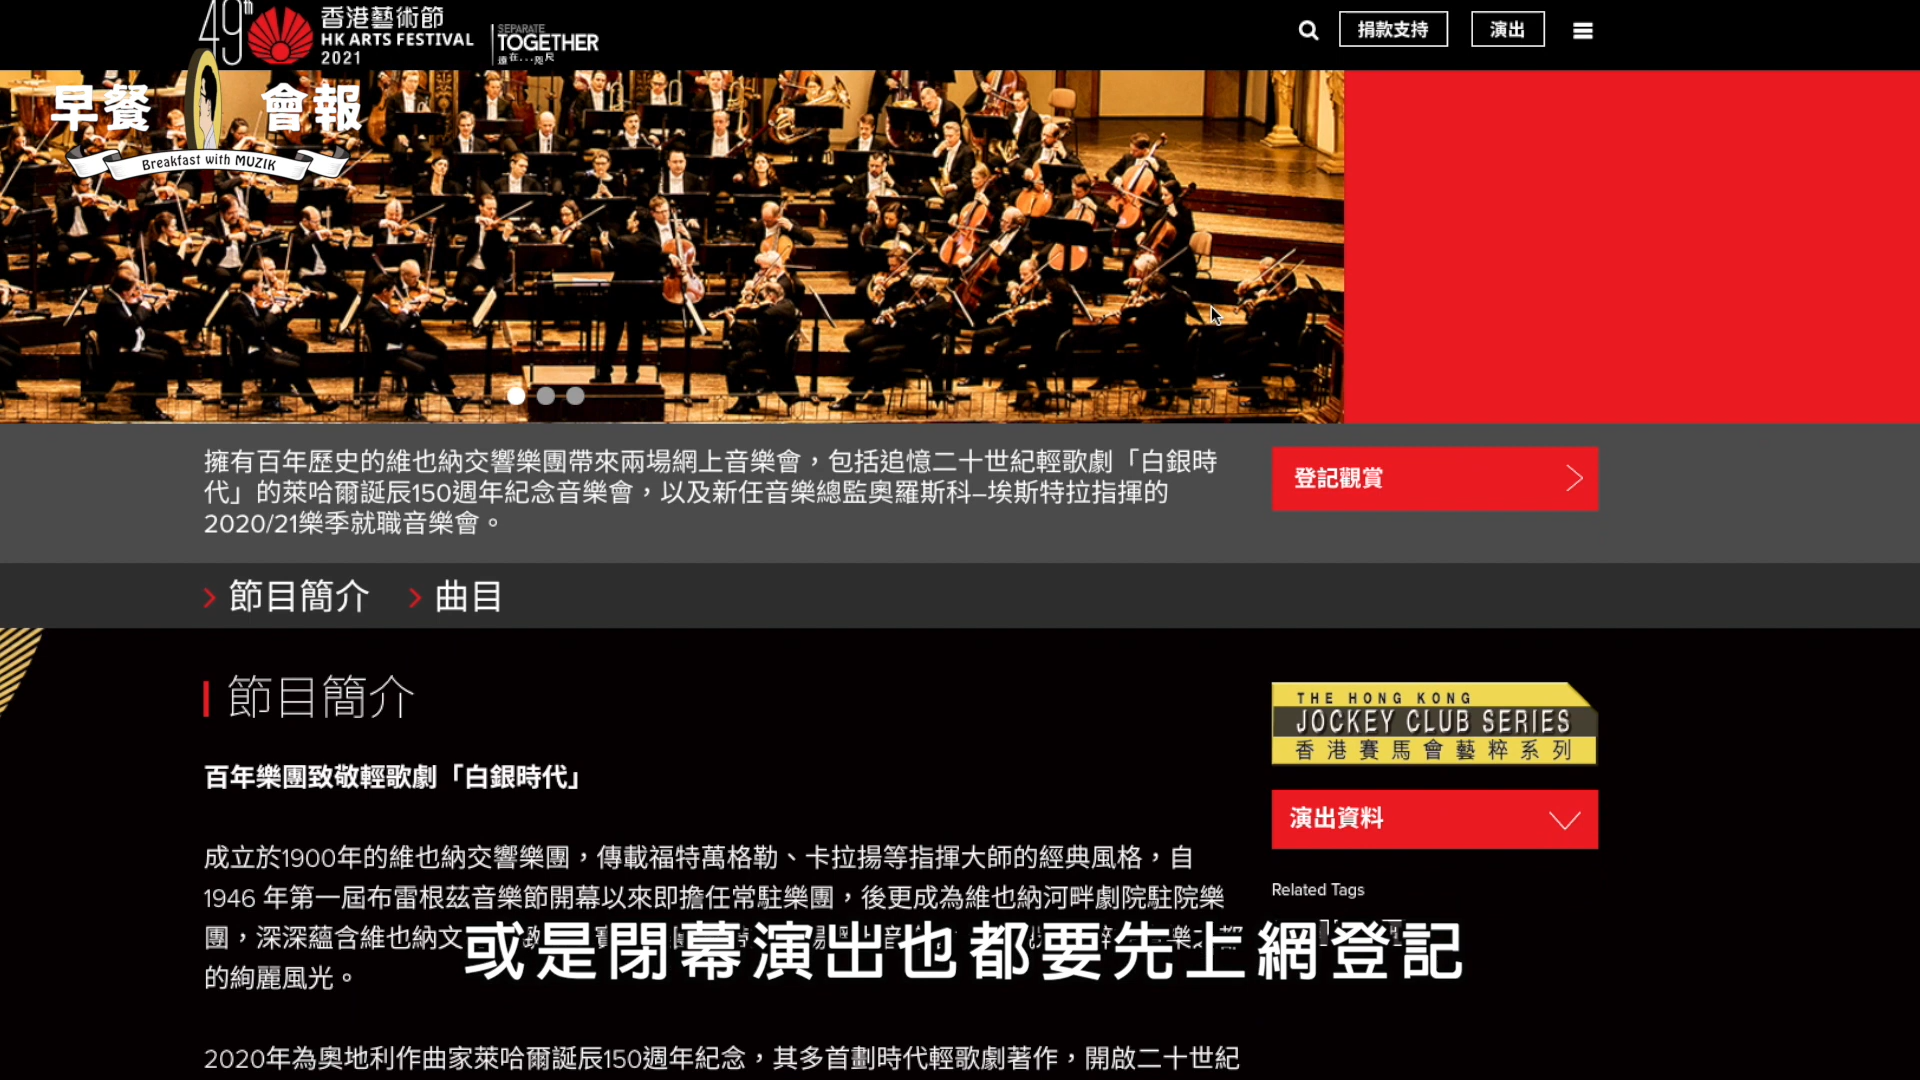 49th
香港藝術節
HK ARTS FESTIVAL
2021
SEPARATE
TOGETHER
遠在...咫尺
捐款支持
演出
早餐 會報
Breakfast with MUZIK
擁有百年歷史的維也納交響樂團帶來兩場網上音樂會，包括追憶二十世紀輕歌劇「白銀時
代」的萊哈爾誕辰150週年紀念音樂會，以及新任音樂總監奧羅斯科–埃斯特拉指揮的
2020/21樂季就職音樂會。
登記觀賞
節目簡介
曲目
節目簡介
THE HONG KONG
JOCKEY CLUB SERIES
香港賽馬會藝粹系列
百年樂團致敬輕歌劇「白銀時代」
演出資料
成立於1900年的維也納交響樂團，傳載福特萬格勒、卡拉揚等指揮大師的經典風格，自
1946 年第一屆布雷根茲音樂節開幕以來即擔任常駐樂團，後更成為維也納河畔劇院駐院樂
團，深深蘊含維也納文
的絢麗風光。
Related Tags
或是閉幕演出也都要先上網登記
2020年為奧地利作曲家萊哈爾誕辰150週年紀念，其多首劃時代輕歌劇著作，開啟二十世紀